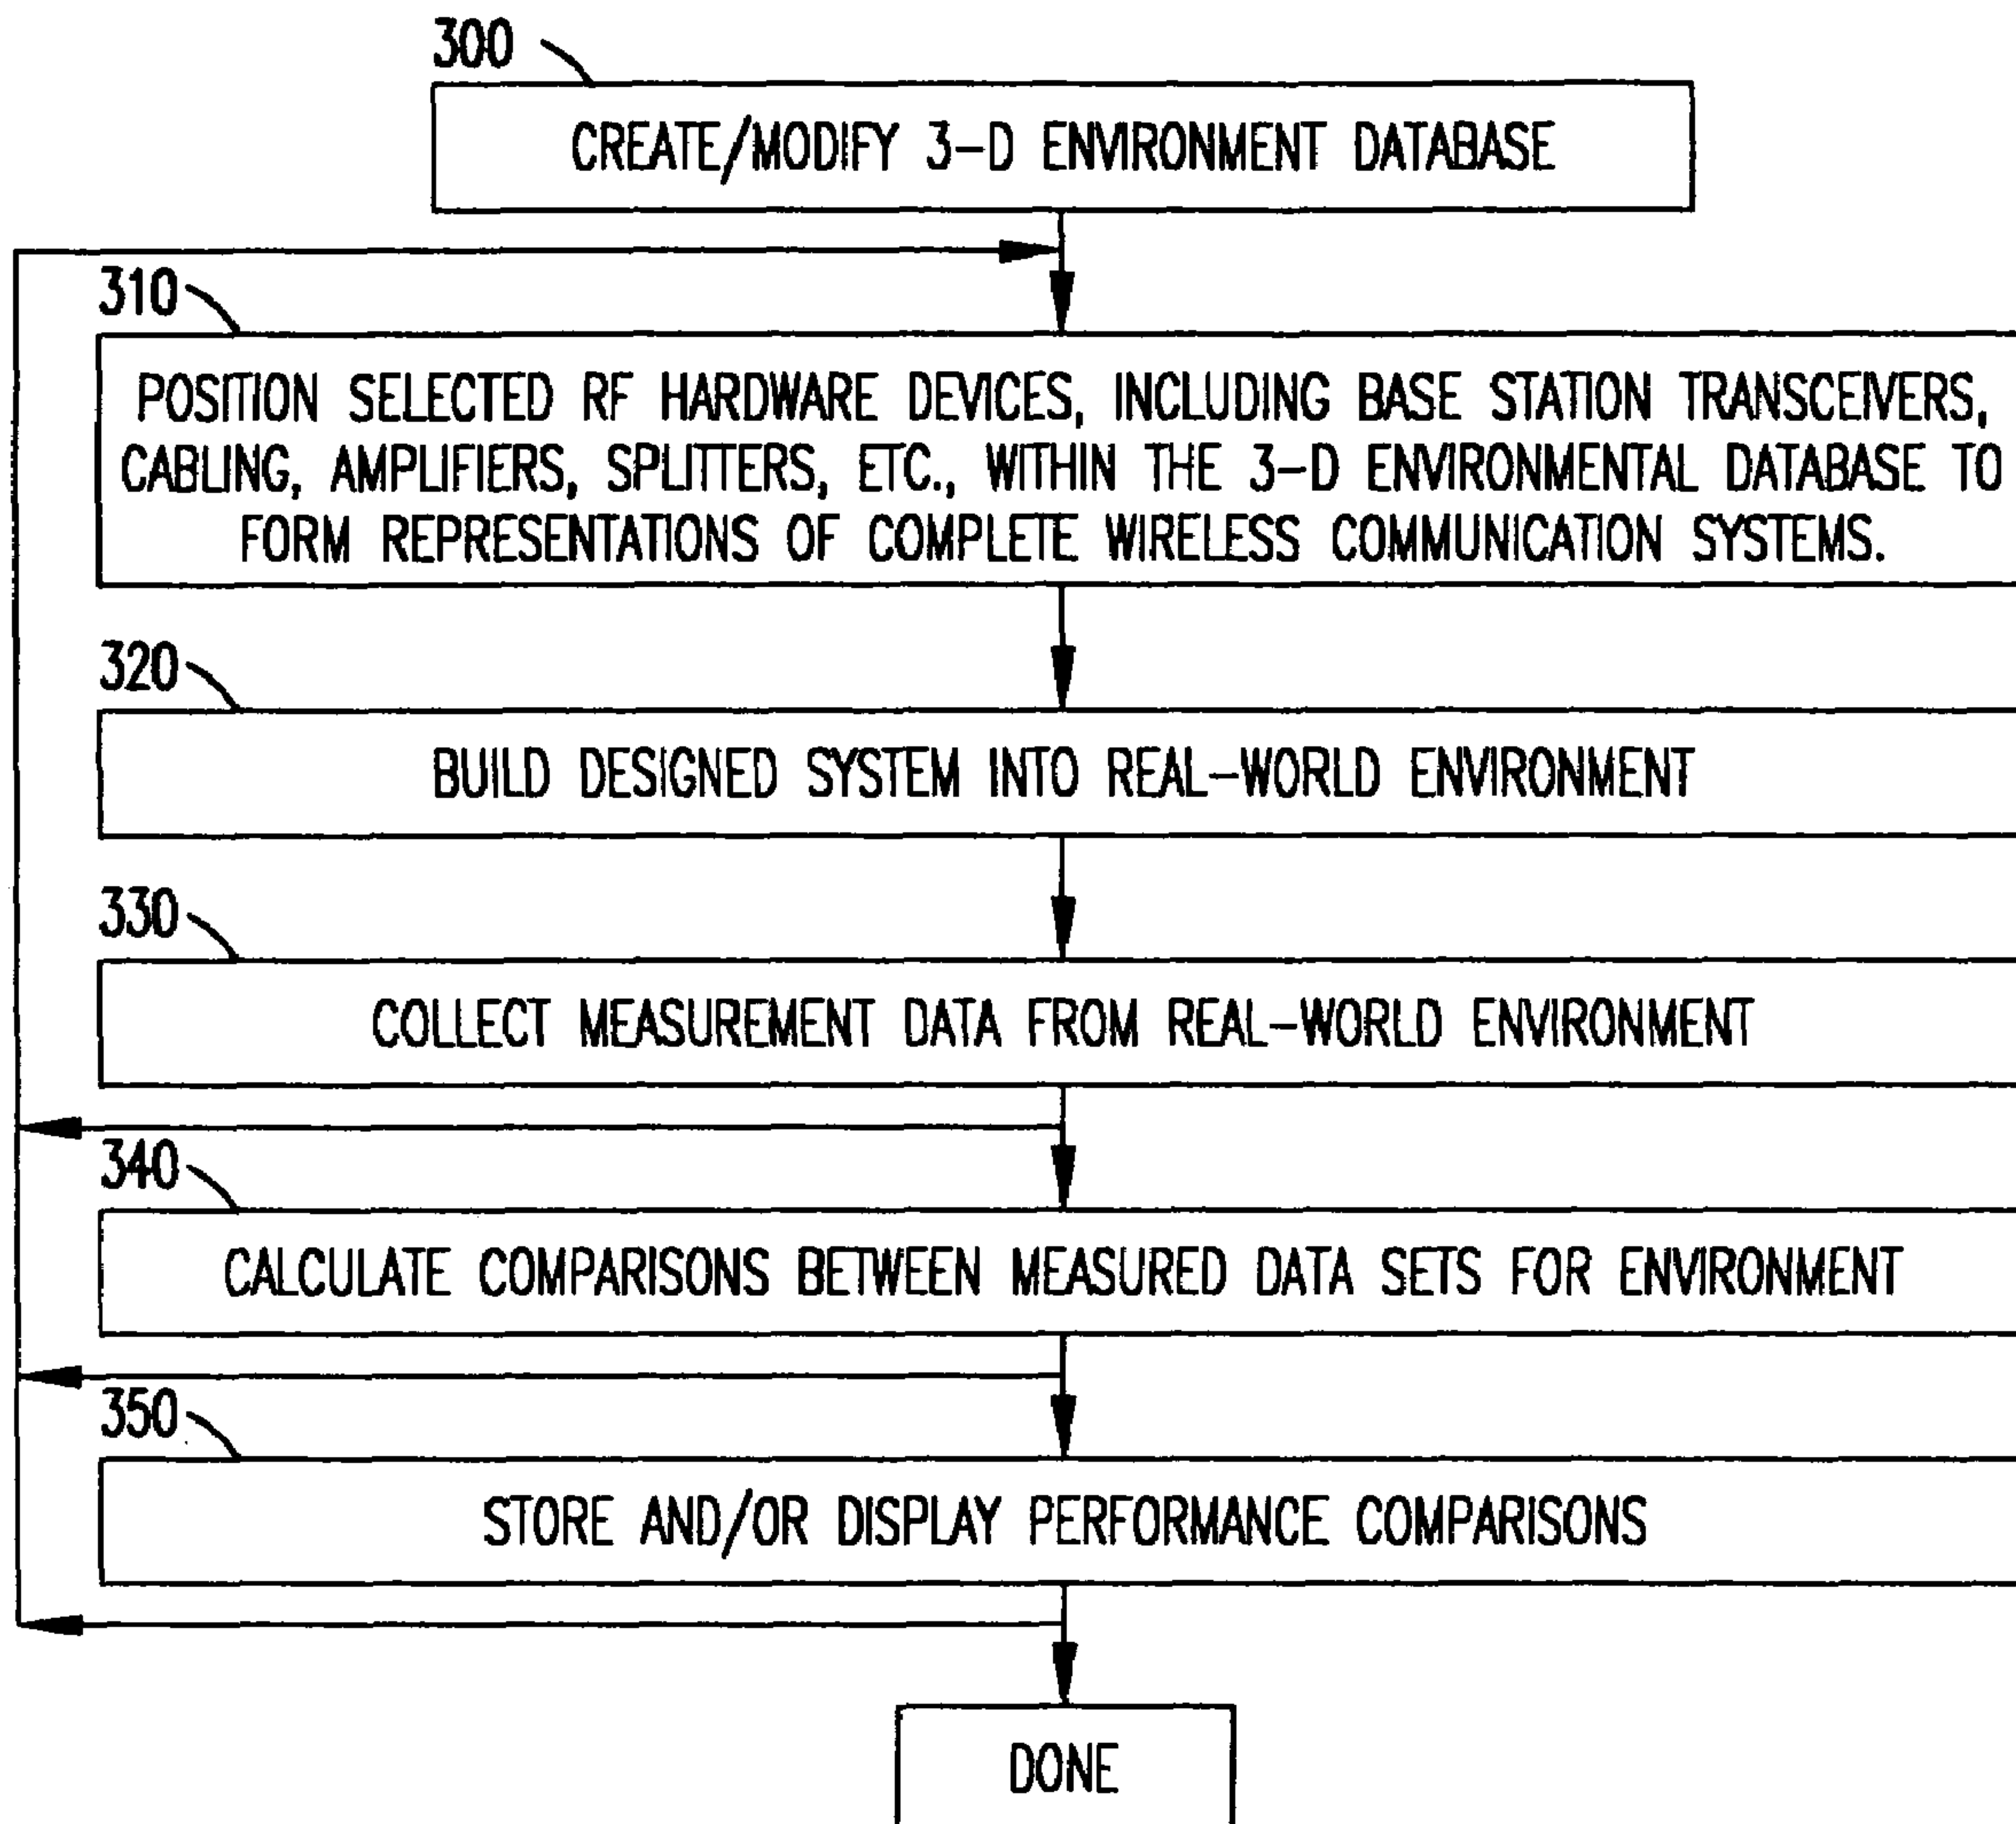 300
CREATE/MODIFY 3-D ENVIRONMENT DATABASE
310
POSITION SELECTED RF HARDWARE DEVICES, INCLUDING BASE STATION TRANSCEIVERS,
CABLING, AMPLIFIERS, SPLITTERS, ETC., WITHIN THE 3-D ENVIRONMENTAL DATABASE TO
FORM REPRESENTATIONS OF COMPLETE WIRELESS COMMUNICATION SYSTEMS.
320
BUILD DESIGNED SYSTEM INTO REAL-WORLD ENVIRONMENT
330
COLLECT MEASUREMENT DATA FROM REAL-WORLD ENVIRONMENT
340
CALCULATE COMPARISONS BETWEEN MEASURED DATA SETS FOR ENVIRONMENT
350
STORE AND/OR DISPLAY PERFORMANCE COMPARISONS
DONE